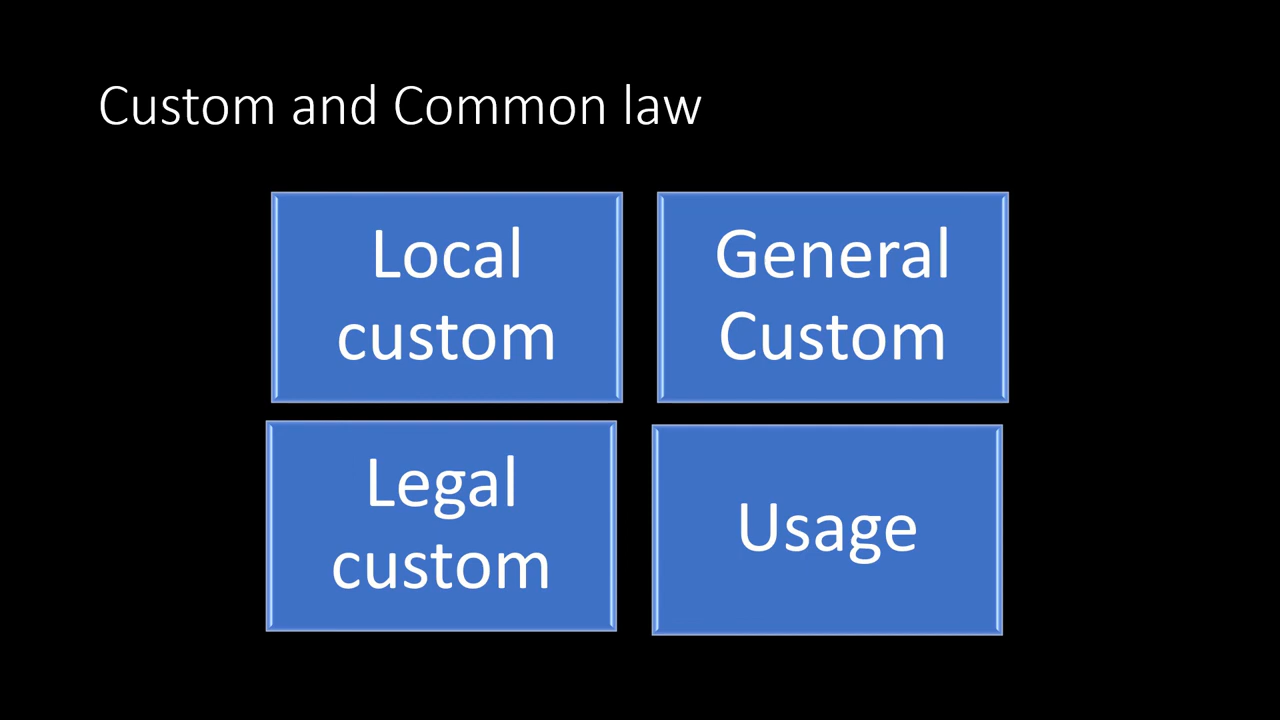 Custom and Common law
Local
custom
General
Custom
Legal
custom
Usage